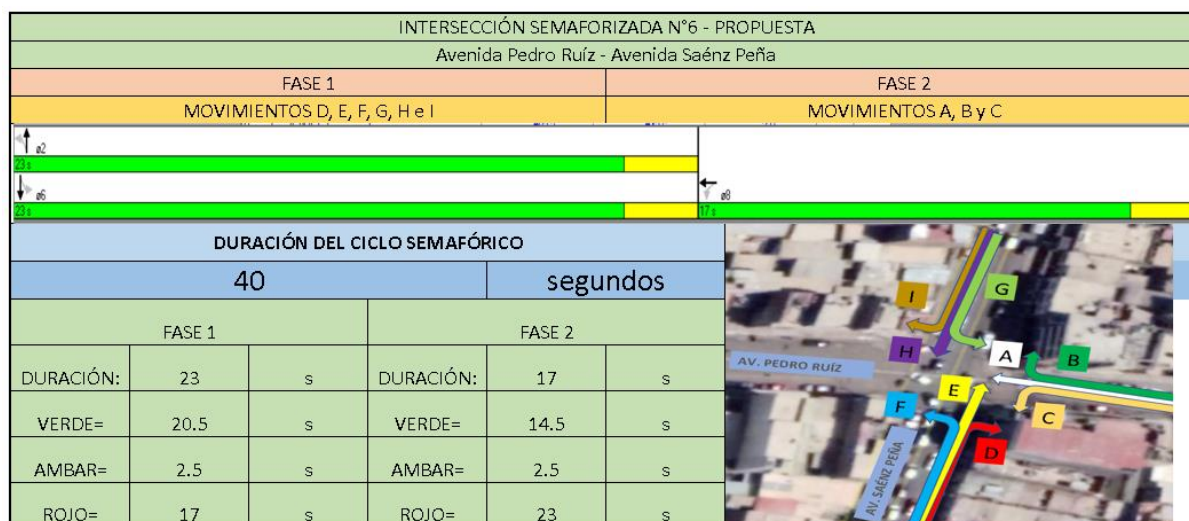 INTERSECCIÓN SEMAFORIZADA N°6 - PROPUESTA
Avenida Pedro Ruíz - Avenida Saénz Peña
FASE 1 FASE 2
MOVIMIENTOS D, E, F, G, H e I MOVIMIENTOS A, B y C
ø2
23 s
ø6 ø8
23 s 17 s
DURACIÓN DEL CICLO SEMAFÓRICO
40 segundos
FASE 1 FASE 2
DURACIÓN: 23 s DURACIÓN: 17 s
VERDE= 20.5 s VERDE= 14.5 s
AMBAR= 2.5 s AMBAR= 2.5 s
ROJO= 17 s ROJO= 23 s
I G
H A B
AV. PEDRO RUÍZ
E
F C
D
AV. SAÉNZ PEÑA